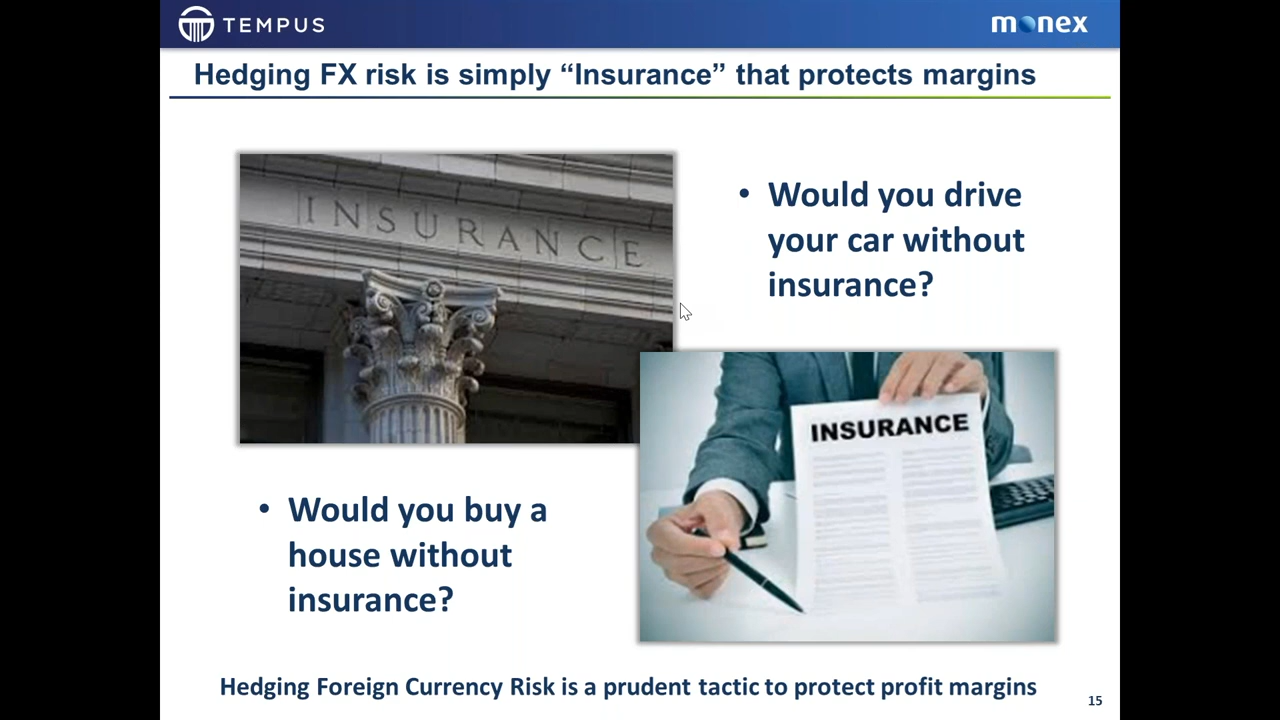 TEMPUS
monex
Hedging FX risk is simply “Insurance” that protects margins
INSURANCE
• Would you drive
your car without
insurance?
INSURANCE
• Would you buy a
house without
insurance?
Hedging Foreign Currency Risk is a prudent tactic to protect profit margins
15